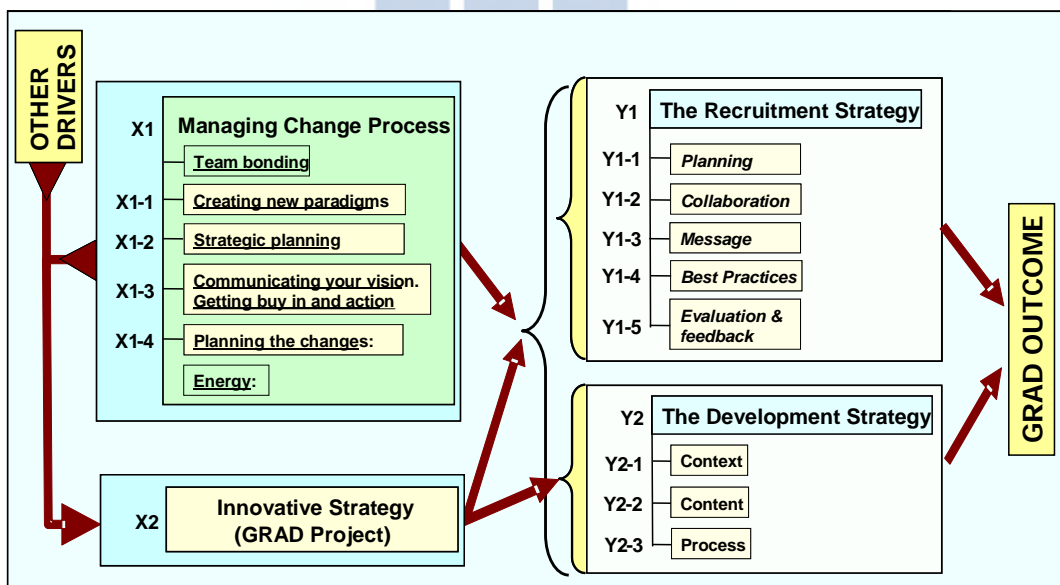 OTHER
DRIVERS
X1
Managing Change Process
Team bonding
X1-1
Creating new paradigms
X1-2
Strategic planning
X1-3
Communicating your vision.
Getting buy in and action
X1-4
Planning the changes:
Energy:
X2
Innovative Strategy
(GRAD Project)
Y1
The Recruitment Strategy
Y1-1
Planning
Y1-2
Collaboration
Y1-3
Message
Y1-4
Best Practices
Y1-5
Evaluation &
feedback
Y2
The Development Strategy
Y2-1
Context
Y2-2
Content
Y2-3
Process
GRAD OUTCOME